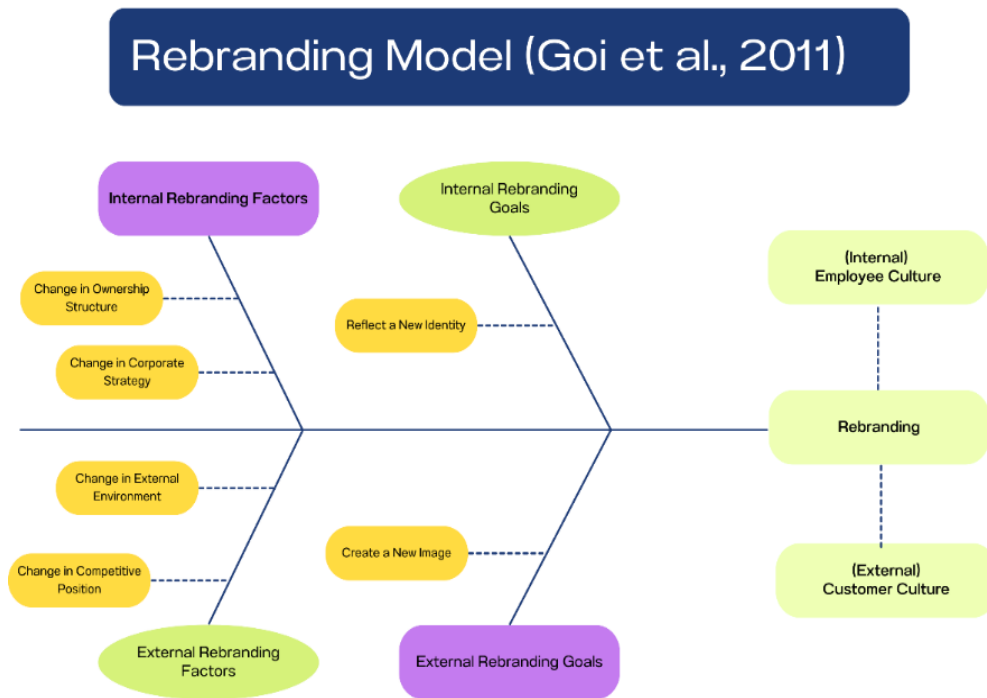 Rebranding Model (Goi et al., 2011)
Internal Rebranding Factors
Internal Rebranding
Goals
(Internal)
Employee Culture
Change in Ownership
Structure
Reflect a New Identity
Change in Corporate
Strategy
Rebranding
Change in External
Environment
Create a New Image
Change in Competitive
Position
(External)
Customer Culture
External Rebranding
Factors
External Rebranding Goals